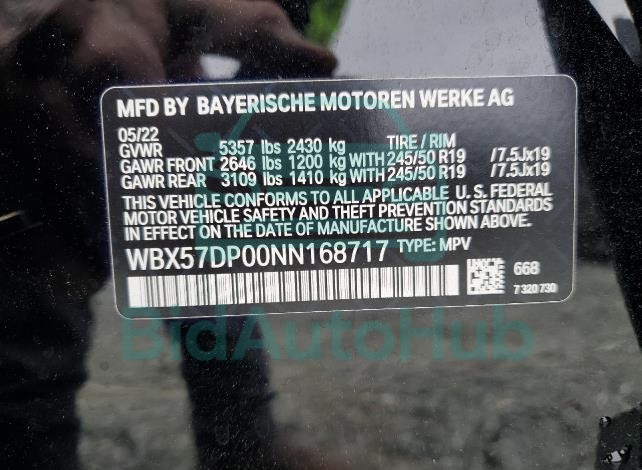 MFD BY BAYERISCHE MOTOREN WERKE AG
05/22
GVWR 5357 lbs 2430 kg TIRE / RIM
GAWR FRONT 2646 lbs 1200 kg WITH 245/50 R19 /7.5Jx19
GAWR REAR 3109 lbs 1410 kg WITH 245/50 R19 /7.5Jx19
THIS VEHICLE CONFORMS TO ALL APPLICABLE U.S. FEDERAL
MOTOR VEHICLE SAFETY AND THEFT PREVENTION STANDARDS
IN EFFECT ON THE DATE OF MANUFACTURE SHOWN ABOVE.
WBX57DP00NN168717 TYPE: MPV
668
7 320 730
BidAutoHub